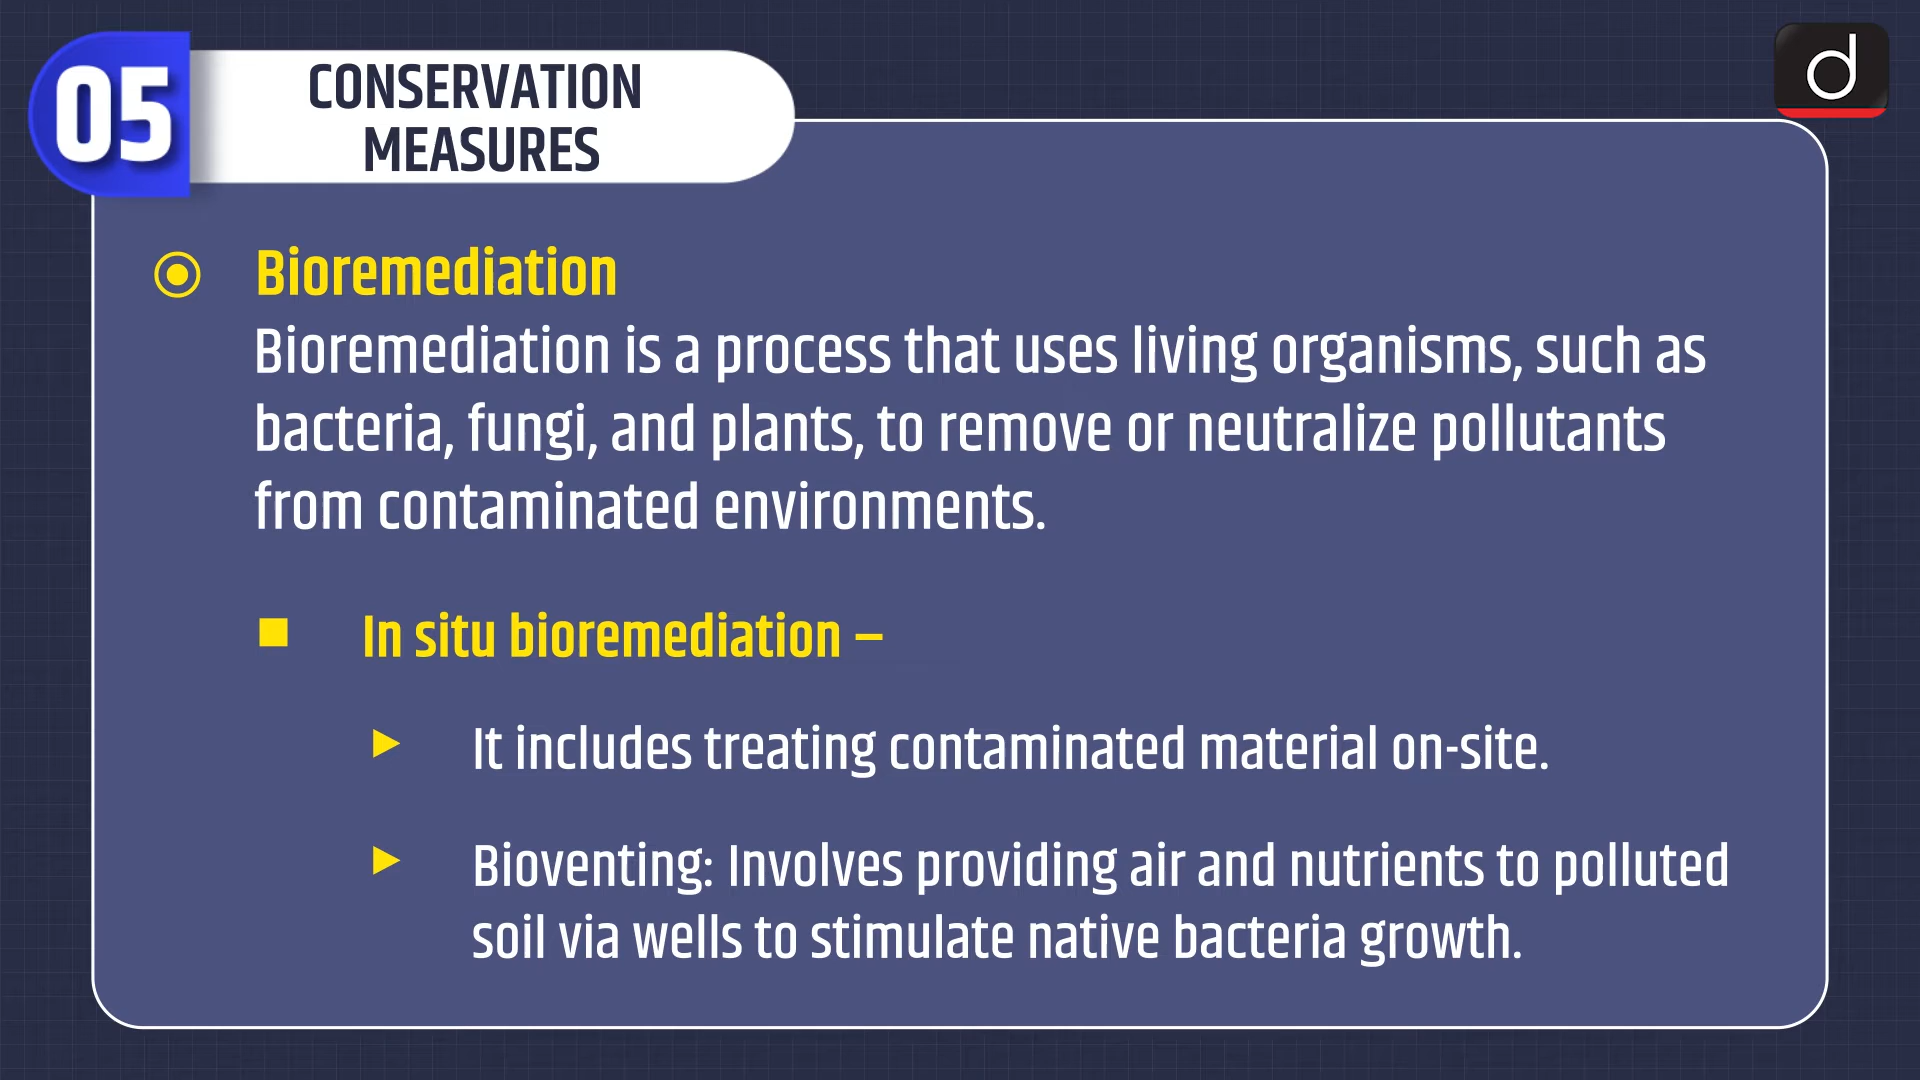 05
CONSERVATION
MEASURES
d
Bioremediation
Bioremediation is a process that uses living organisms, such as
bacteria, fungi, and plants, to remove or neutralize pollutants
from contaminated environments.
In situ bioremediation –
It includes treating contaminated material on-site.
Bioventing: Involves providing air and nutrients to polluted
soil via wells to stimulate native bacteria growth.